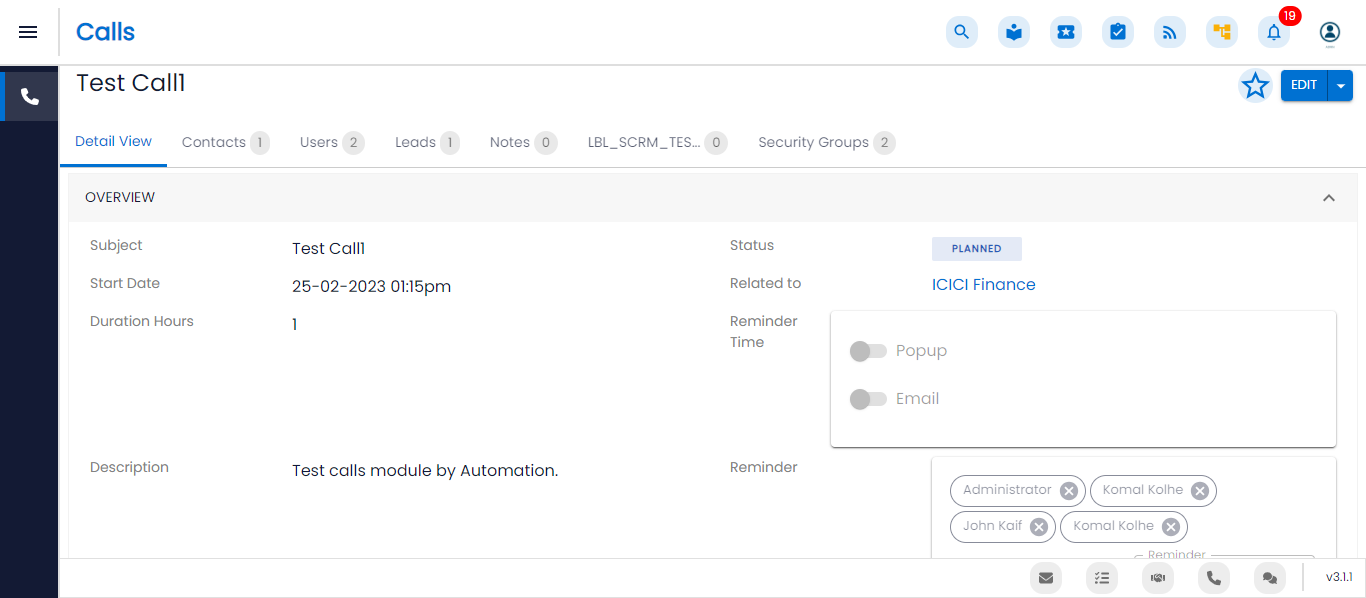 Calls
19
Test Call1
EDIT
Detail View Contacts 1 Users 2 Leads 1 Notes 0 LBL_SCRM_TES... 0 Security Groups 2
OVERVIEW
Subject Test Call1 Status PLANNED
Start Date 25-02-2023 01:15pm Related to ICICI Finance
Duration Hours 1 Reminder
Time
Popup
Email
Description Test calls module by Automation. Reminder
Administrator Komal Kolhe
John Kaif Komal Kolhe
Reminder
v3.1.1